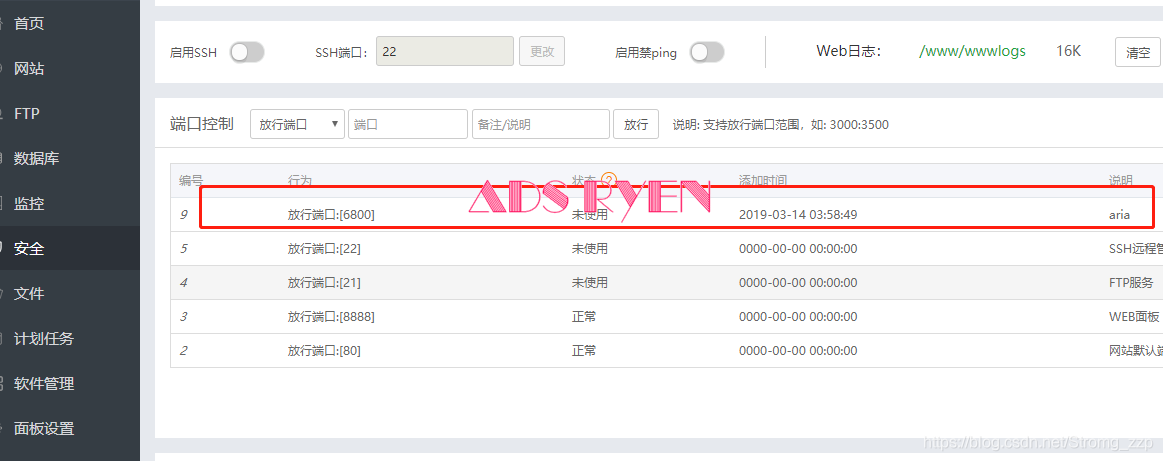 首页
网站
FTP
数据库
监控
安全
文件
计划任务
软件管理
面板设置
启用SSH SSH端口： 22 更改 启用禁ping Web日志： /www/wwwlogs 16K 清空
端口控制 放行端口 端口 备注/说明 放行 说明: 支持放行端口范围，如: 3000:3500
编号 行为 状态 ? 添加时间 说明
ADSRYEN
9 放行端口:[6800] 未使用 2019-03-14 03:58:49 aria
5 放行端口:[22] 未使用 0000-00-00 00:00:00 SSH远程
4 放行端口:[21] 未使用 0000-00-00 00:00:00 FTP服务
3 放行端口:[8888] 正常 0000-00-00 00:00:00 WEB面板
2 放行端口:[80] 正常 0000-00-00 00:00:00 网站默认
https://blog.csdn.net/Stromg_zzp